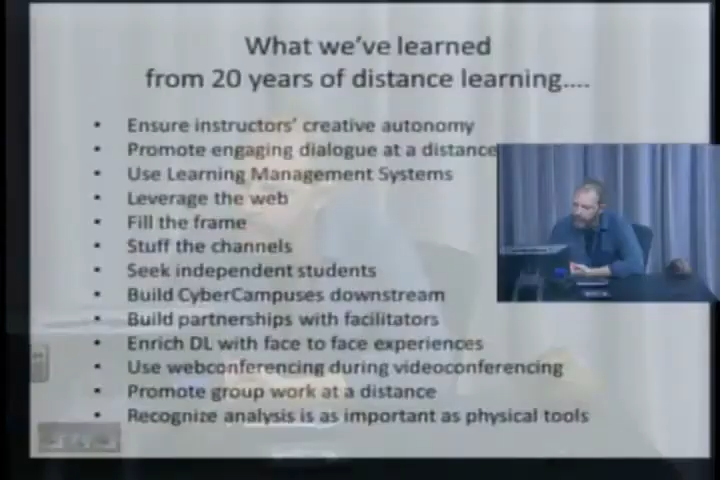 What we've learned
from 20 years of distance learning....
• Ensure instructors' creative autonomy
• Promote engaging dialogue at a distance
• Use Learning Management Systems
• Leverage the web
• Fill the frame
• Stuff the channels
• Seek independent students
• Build CyberCampuses downstream
• Build partnerships with facilitators
• Enrich DL with face to face experiences
• Use webconferencing during videoconferencing
• Promote group work at a distance
• Recognize analysis is as important as physical tools